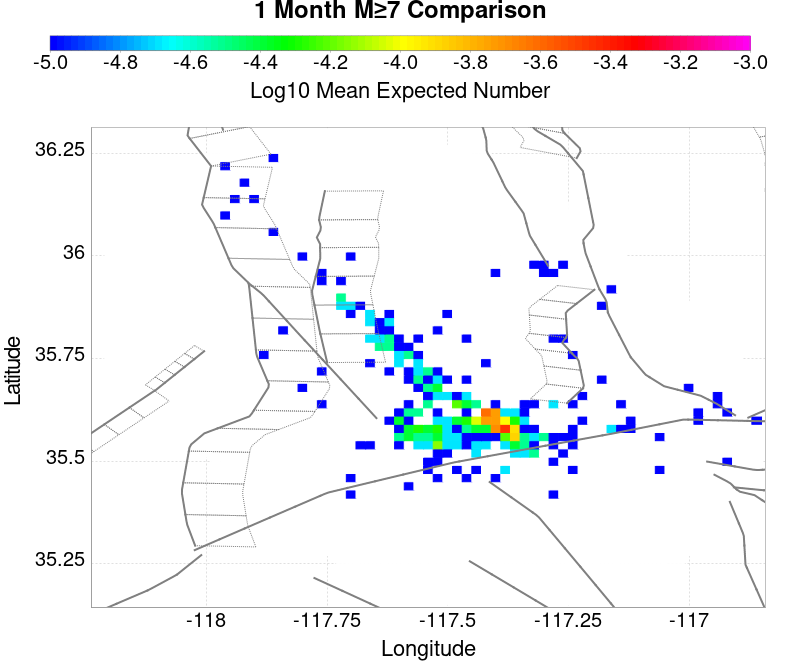 1 Month M≥7 Comparison
-5.0 -4.8 -4.6 -4.4 -4.2 -4.0 -3.8 -3.6 -3.4 -3.2 -3.0
Log10 Mean Expected Number
36.25
36
35.75
35.5
35.25
Latitude
-118 -117.75 -117.5 -117.25 -117
Longitude